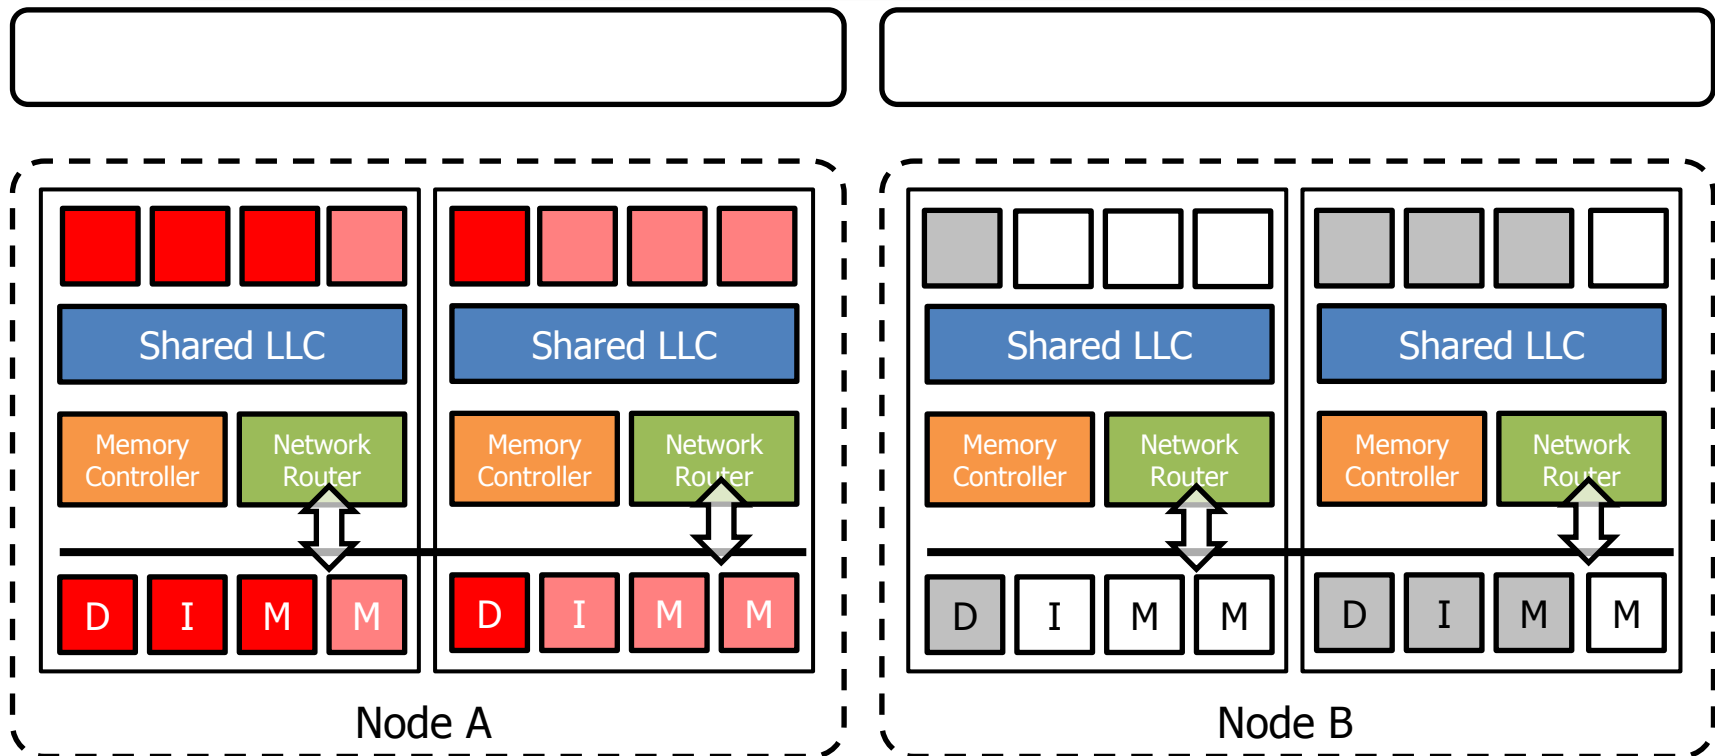 Shared LLC
Shared LLC
Shared LLC
Shared LLC
Memory
Controller
Network
Router
Memory
Controller
Network
Router
Memory
Controller
Network
Router
Memory
Controller
Network
Router
D I M M
D I M M
D I M M
D I M M
Node A
Node B